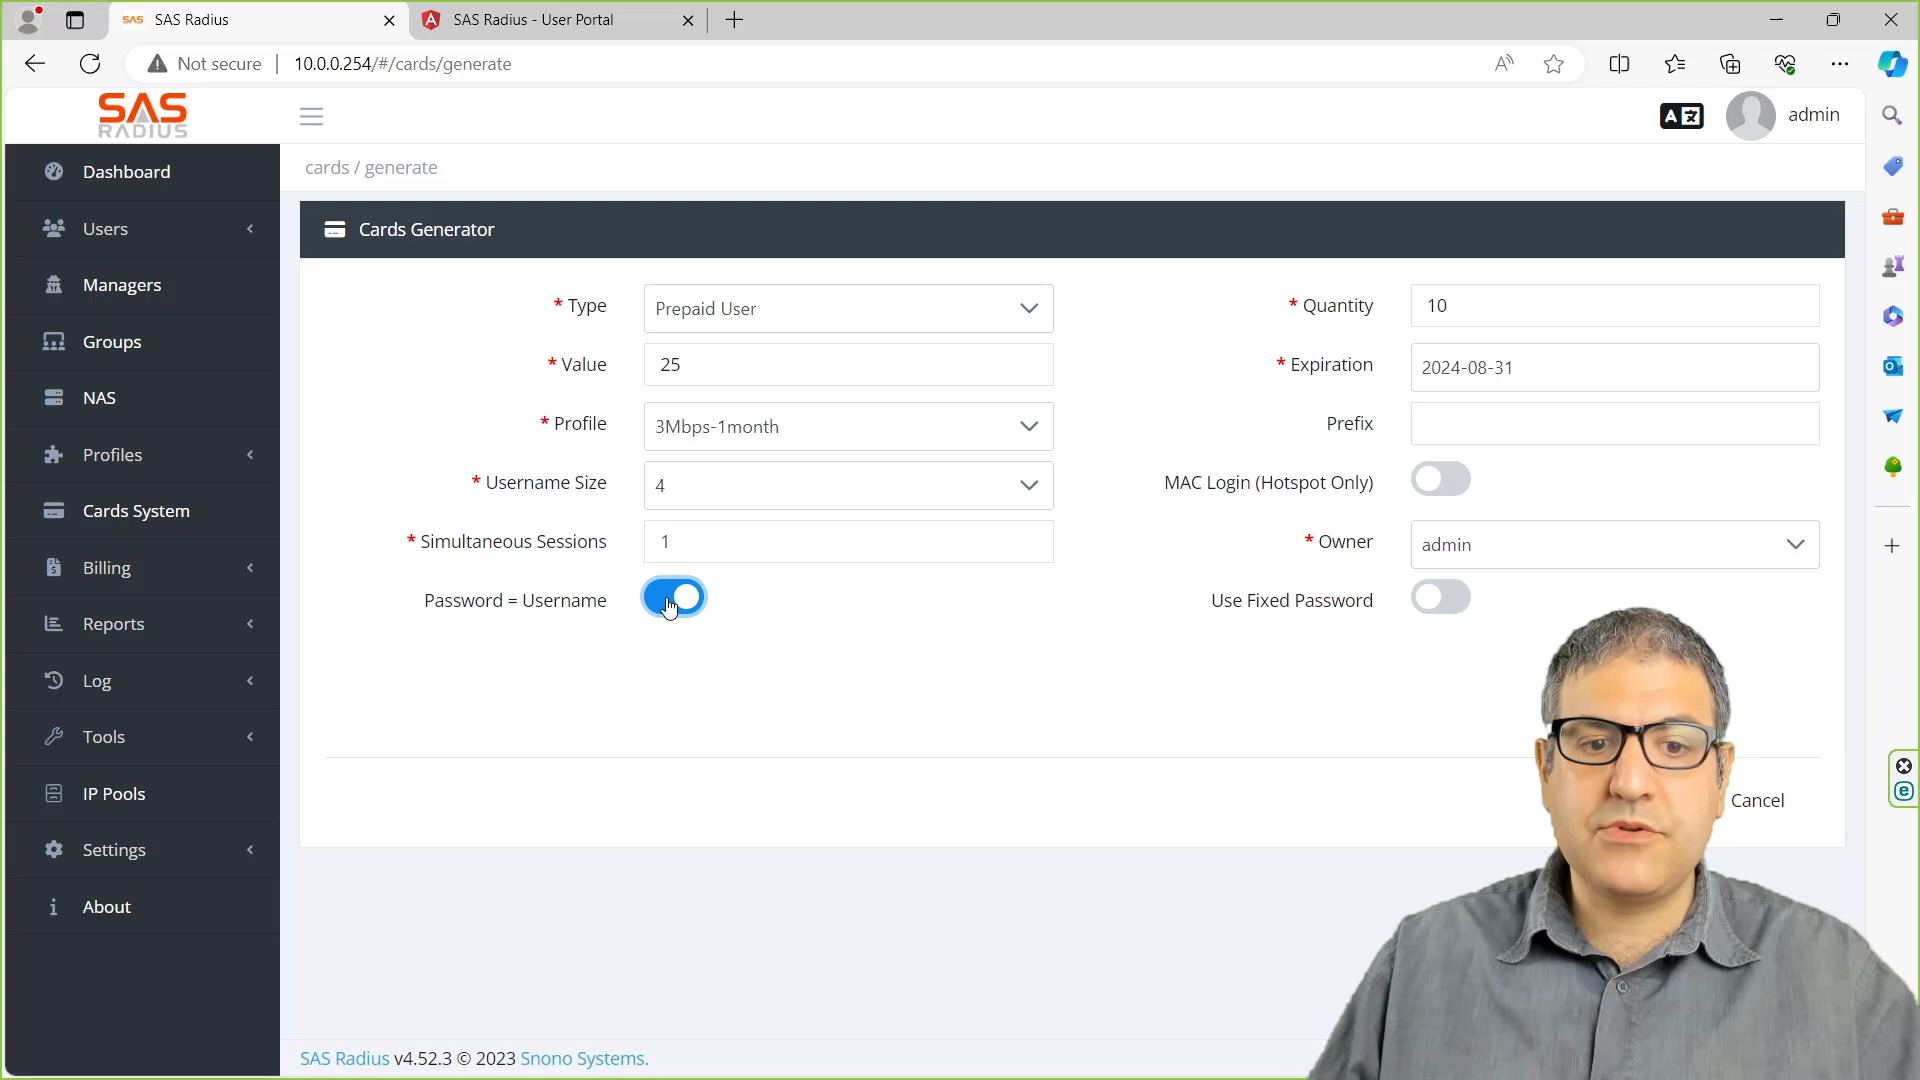 SAS SAS Radius
SAS Radius - User Portal
Not secure
10.0.0.254/#/cards/generate
SAS
RADIUS
A
admin
Dashboard
Users
Managers
Groups
NAS
Profiles
Cards System
Billing
Reports
Log
Tools
IP Pools
Settings
About
cards / generate
Cards Generator
* Type Prepaid User
* Quantity 10
* Value 25
* Expiration 2024-08-31
* Profile 3Mbps-1month
Prefix
* Username Size 4
MAC Login (Hotspot Only)
* Simultaneous Sessions 1
* Owner admin
Password = Username
Use Fixed Password
Cancel
SAS Radius v4.52.3 © 2023 Snono Systems.